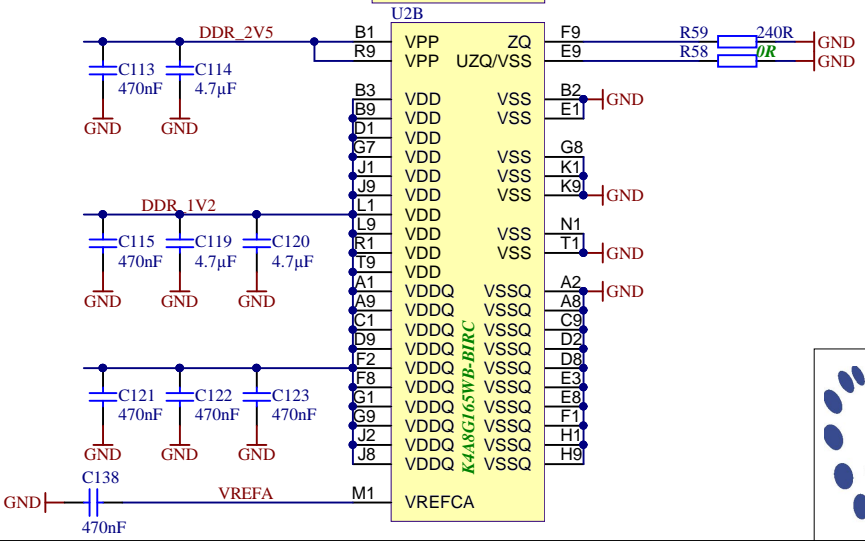 U2B
DDR_2V5 B1 VPP ZQ F9 R59 240R GND
R9 VPP UZQ/VSS E9 R58 0R GND
C113 C114
470nF 4.7µF
GND GND
B3 VDD VSS B2 GND
B9 VDD VSS E1
D1 VDD
G7 VDD VSS G8
J1 VDD VSS K1
J9 VDD VSS K9 GND
DDR_1V2 L1 VDD
L9 VDD VSS N1
R1 VDD VSS T1 GND
T9 VDD
C115 C119 C120
470nF 4.7µF 4.7µF
GND GND GND
A1 VDDQ VSSQ A2 GND
A9 VDDQ VSSQ A8
C1 VDDQ VSSQ C9
D9 VDDQ VSSQ D2
F2 VDDQ VSSQ D8
F8 VDDQ VSSQ E3
G1 VDDQ VSSQ E8
G9 VDDQ VSSQ F1
J2 VDDQ VSSQ H1
J8 VDDQ VSSQ H9
C121 C122 C123
470nF 470nF 470nF
GND GND GND
K4A8G165WB-BIRC
C138
GND VREFA M1 VREFCA
470nF